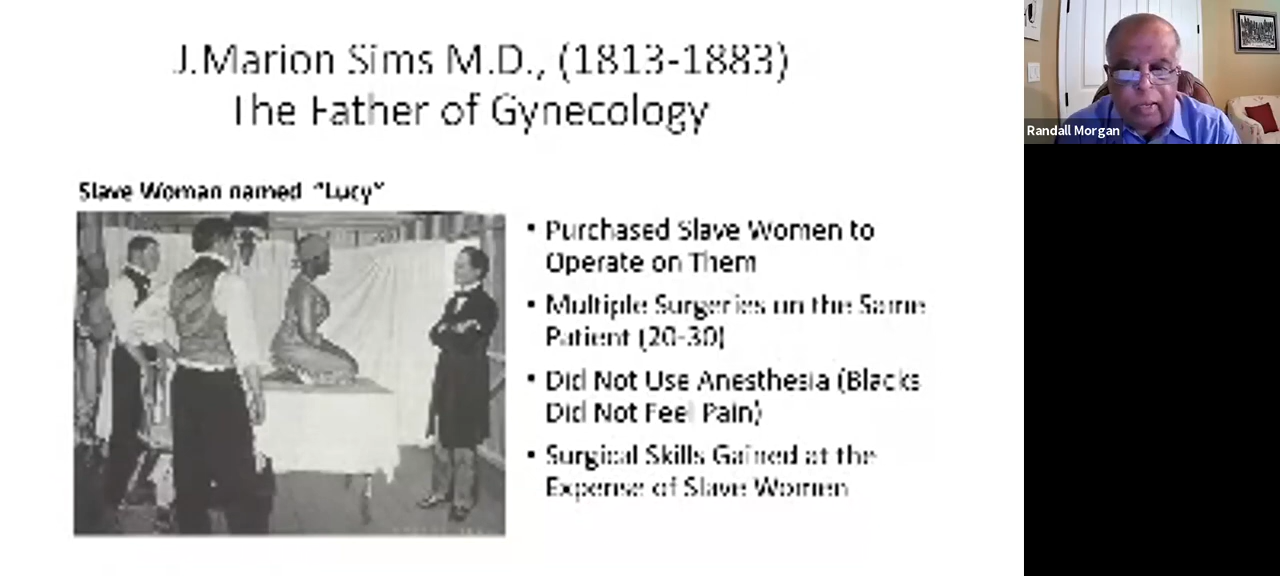 J.Marion Sims M.D., (1813-1883)
The Father of Gynecology
Slave Woman named "Lucy"
• Purchased Slave Women to
Operate on Them
• Multiple Surgeries on the Same
Patient (20-30)
• Did Not Use Anesthesia (Blacks
Did Not Feel Pain)
• Surgical Skills Gained at the
Expense of Slave Women
Randall Morgan